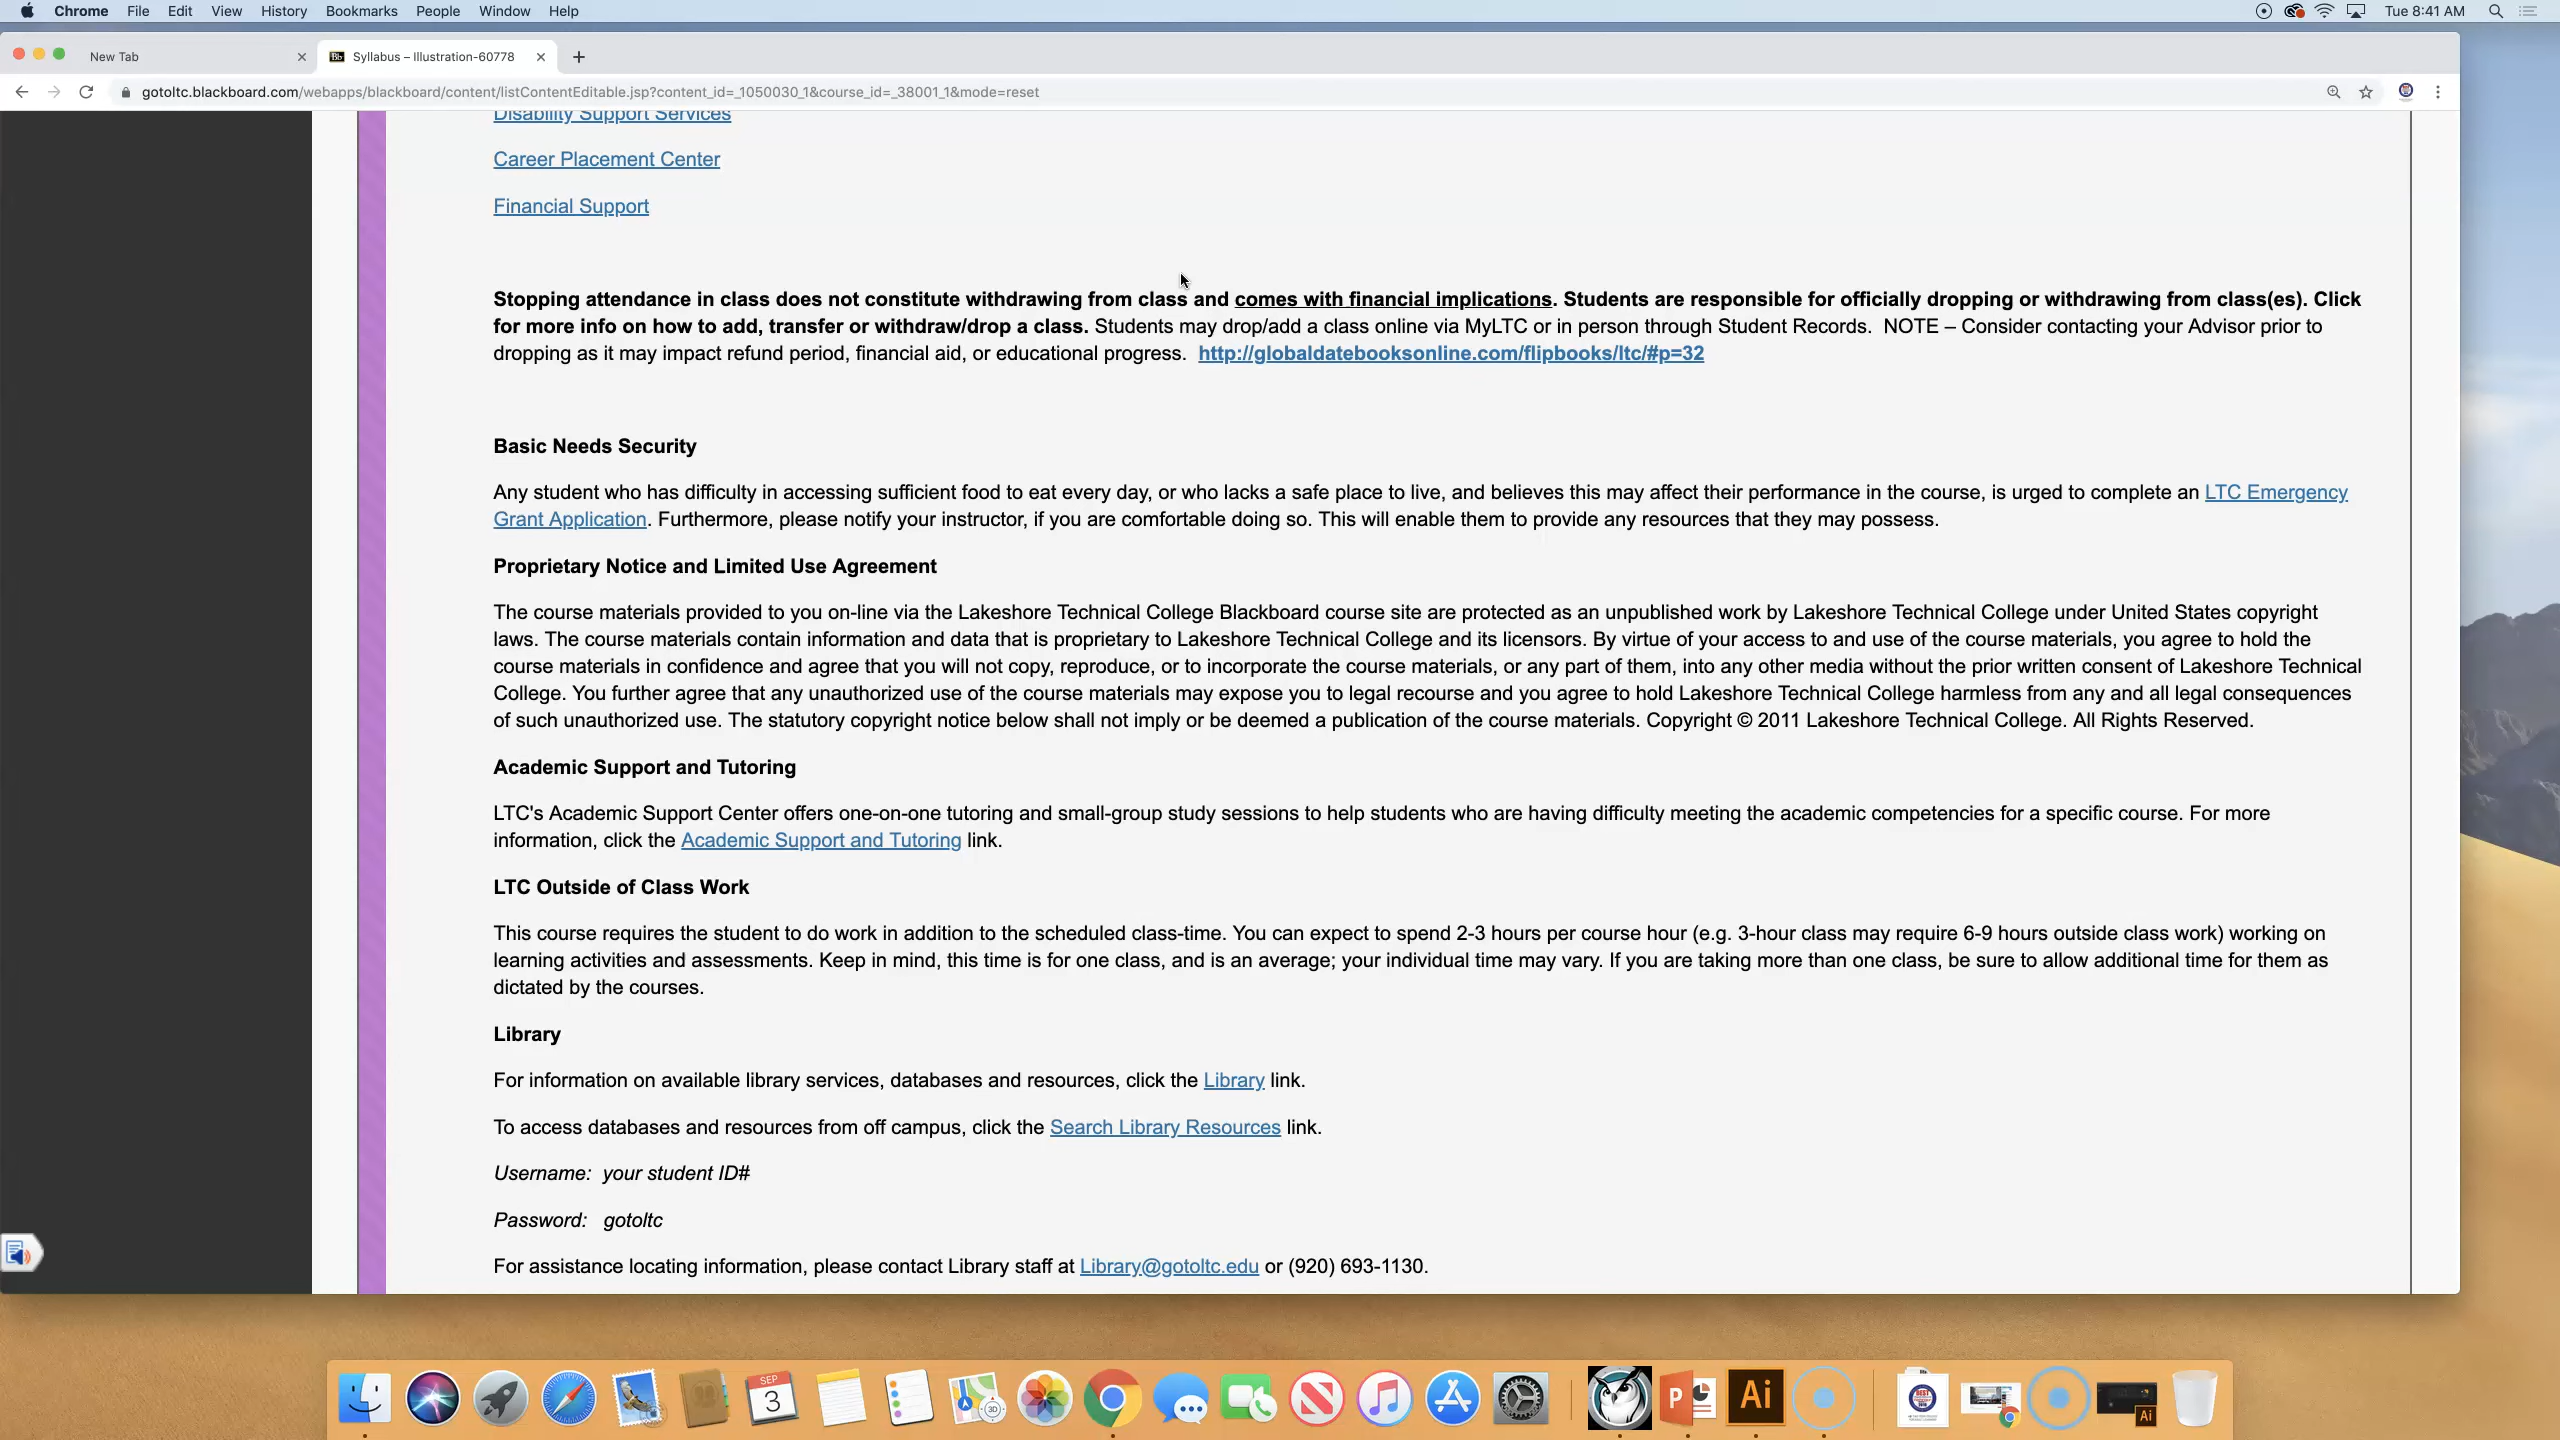 Chrome File Edit View History Bookmarks People Window Help Tue 8:41 AM
New Tab Syllabus – Illustration-60778
gotoltc.blackboard.com/webapps/blackboard/content/listContentEditable.jsp?content_id=_1050030_1&course_id=_38001_1&mode=reset
Disability Support Services
Career Placement Center
Financial Support
Stopping attendance in class does not constitute withdrawing from class and comes with financial implications. Students are responsible for officially dropping or withdrawing from class(es). Click
for more info on how to add, transfer or withdraw/drop a class. Students may drop/add a class online via MyLTC or in person through Student Records. NOTE – Consider contacting your Advisor prior to
dropping as it may impact refund period, financial aid, or educational progress. http://globaldatebooksonline.com/flipbooks/ltc/#p=32
Basic Needs Security
Any student who has difficulty in accessing sufficient food to eat every day, or who lacks a safe place to live, and believes this may affect their performance in the course, is urged to complete an LTC Emergency
Grant Application. Furthermore, please notify your instructor, if you are comfortable doing so. This will enable them to provide any resources that they may possess.
Proprietary Notice and Limited Use Agreement
The course materials provided to you on-line via the Lakeshore Technical College Blackboard course site are protected as an unpublished work by Lakeshore Technical College under United States copyright
laws. The course materials contain information and data that is proprietary to Lakeshore Technical College and its licensors. By virtue of your access to and use of the course materials, you agree to hold the
course materials in confidence and agree that you will not copy, reproduce, or to incorporate the course materials, or any part of them, into any other media without the prior written consent of Lakeshore Technical
College. You further agree that any unauthorized use of the course materials may expose you to legal recourse and you agree to hold Lakeshore Technical College harmless from any and all legal consequences
of such unauthorized use. The statutory copyright notice below shall not imply or be deemed a publication of the course materials. Copyright © 2011 Lakeshore Technical College. All Rights Reserved.
Academic Support and Tutoring
LTC's Academic Support Center offers one-on-one tutoring and small-group study sessions to help students who are having difficulty meeting the academic competencies for a specific course. For more
information, click the Academic Support and Tutoring link.
LTC Outside of Class Work
This course requires the student to do work in addition to the scheduled class-time. You can expect to spend 2-3 hours per course hour (e.g. 3-hour class may require 6-9 hours outside class work) working on
learning activities and assessments. Keep in mind, this time is for one class, and is an average; your individual time may vary. If you are taking more than one class, be sure to allow additional time for them as
dictated by the courses.
Library
For information on available library services, databases and resources, click the Library link.
To access databases and resources from off campus, click the Search Library Resources link.
Username: your student ID#
Password: gotoltc
For assistance locating information, please contact Library staff at Library@gotoltc.edu or (920) 693-1130.
SEP
3
3D
P
Ai
Ai